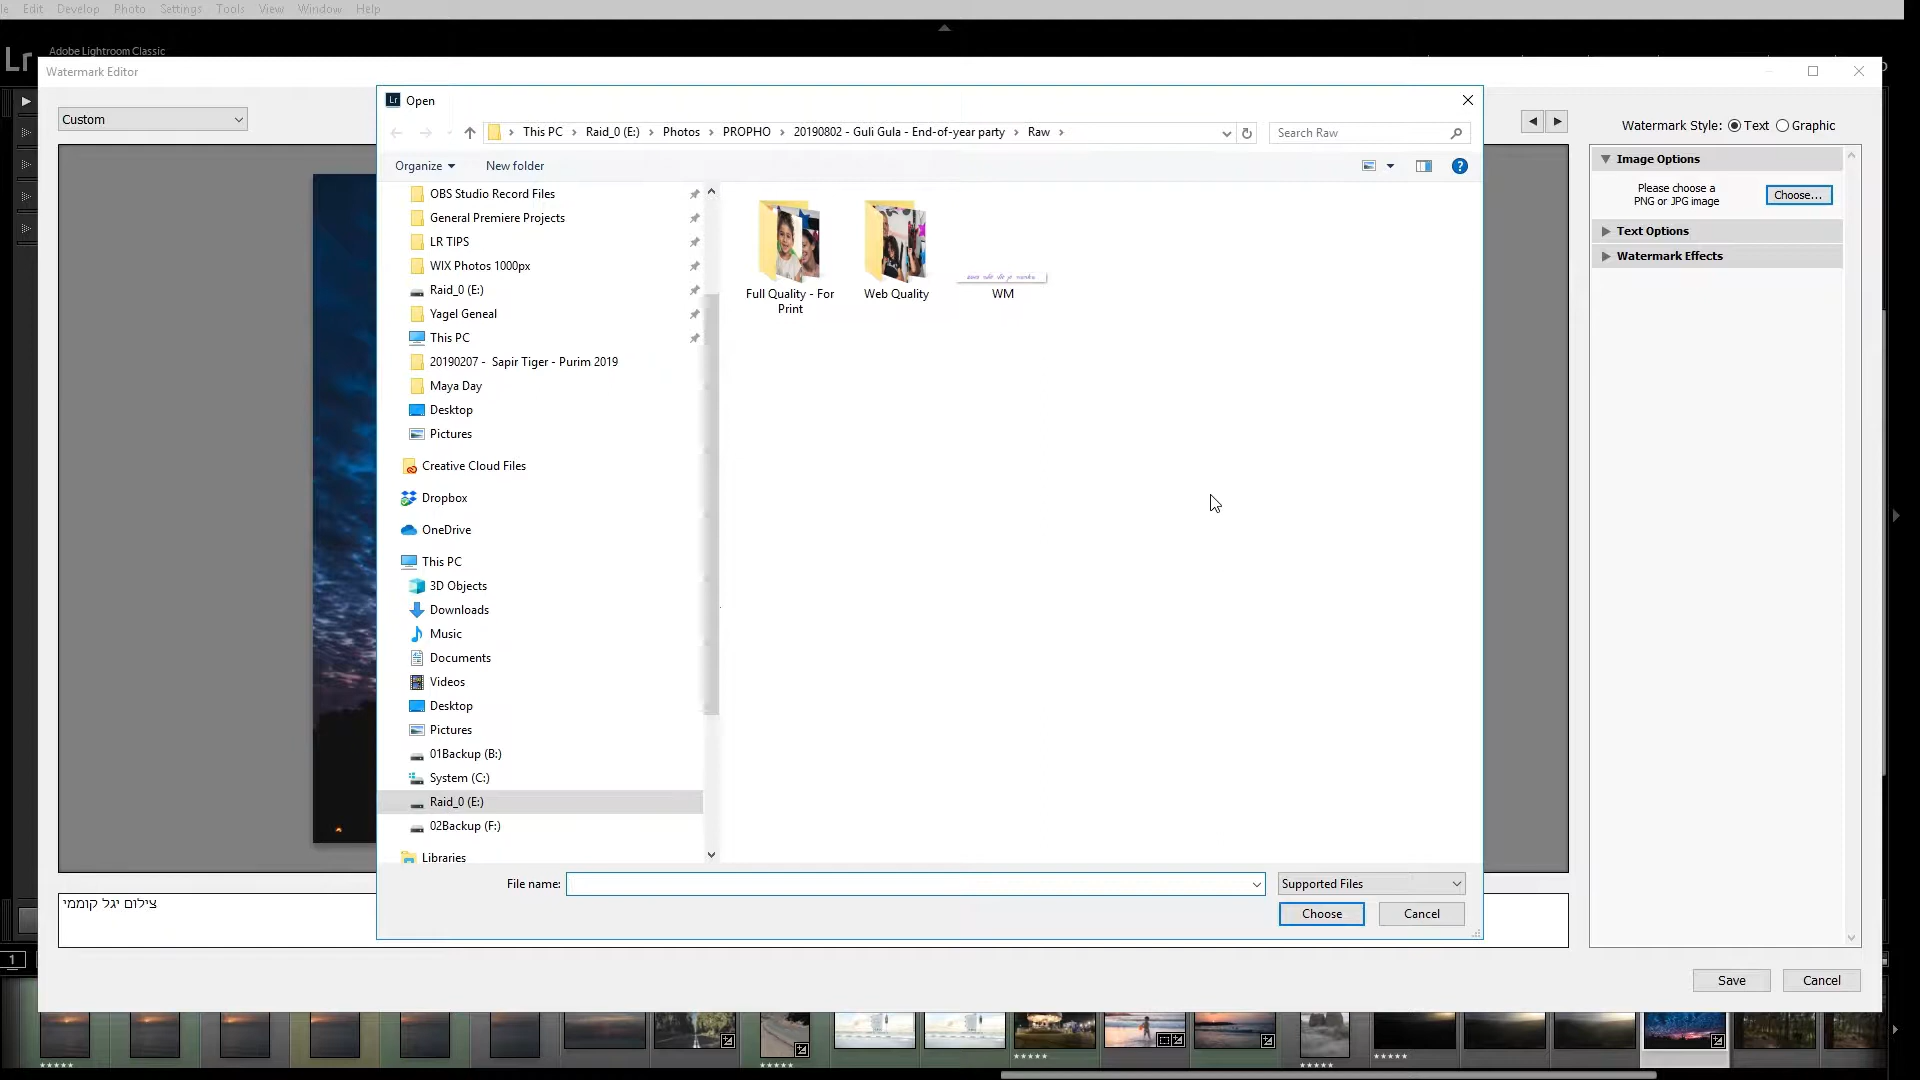 Edit Develop Photo Settings Tools View Window Help
Lr Adobe Lightroom Classic
Watermark Editor
Custom
Lr Open
This PC > Raid_0 (E:) > Photos > PROPHO > 20190802 - Guli Gula - End-of-year party > Raw >
Search Raw
Organize
New folder
OBS Studio Record Files
General Premiere Projects
LR TIPS
WIX Photos 1000px
Raid_0 (E:)
Yagel Geneal
This PC
20190207 - Sapir Tiger - Purim 2019
Maya Day
Desktop
Pictures
Creative Cloud Files
Dropbox
OneDrive
This PC
3D Objects
Downloads
Music
Documents
Videos
Desktop
Pictures
01Backup (B:)
System (C:)
Raid_0 (E:)
02Backup (F:)
Libraries
Full Quality - For
Print
Web Quality
WM
File name:
Supported Files
Choose
Cancel
Watermark Style: Text Graphic
Image Options
Please choose a
PNG or JPG image
Choose...
Text Options
Watermark Effects
צילום יגל קוממי
Save
Cancel
1